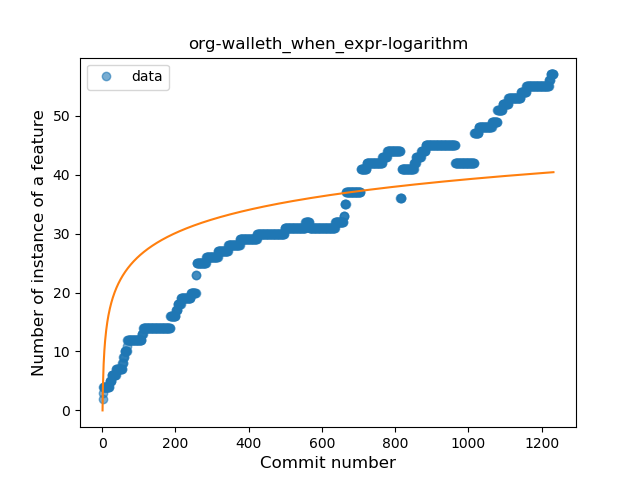 org-walleth_when_expr-logarithm
data
Number of instance of a feature
50
40
30
20
10
0
0 200 400 600 800 1000 1200
Commit number